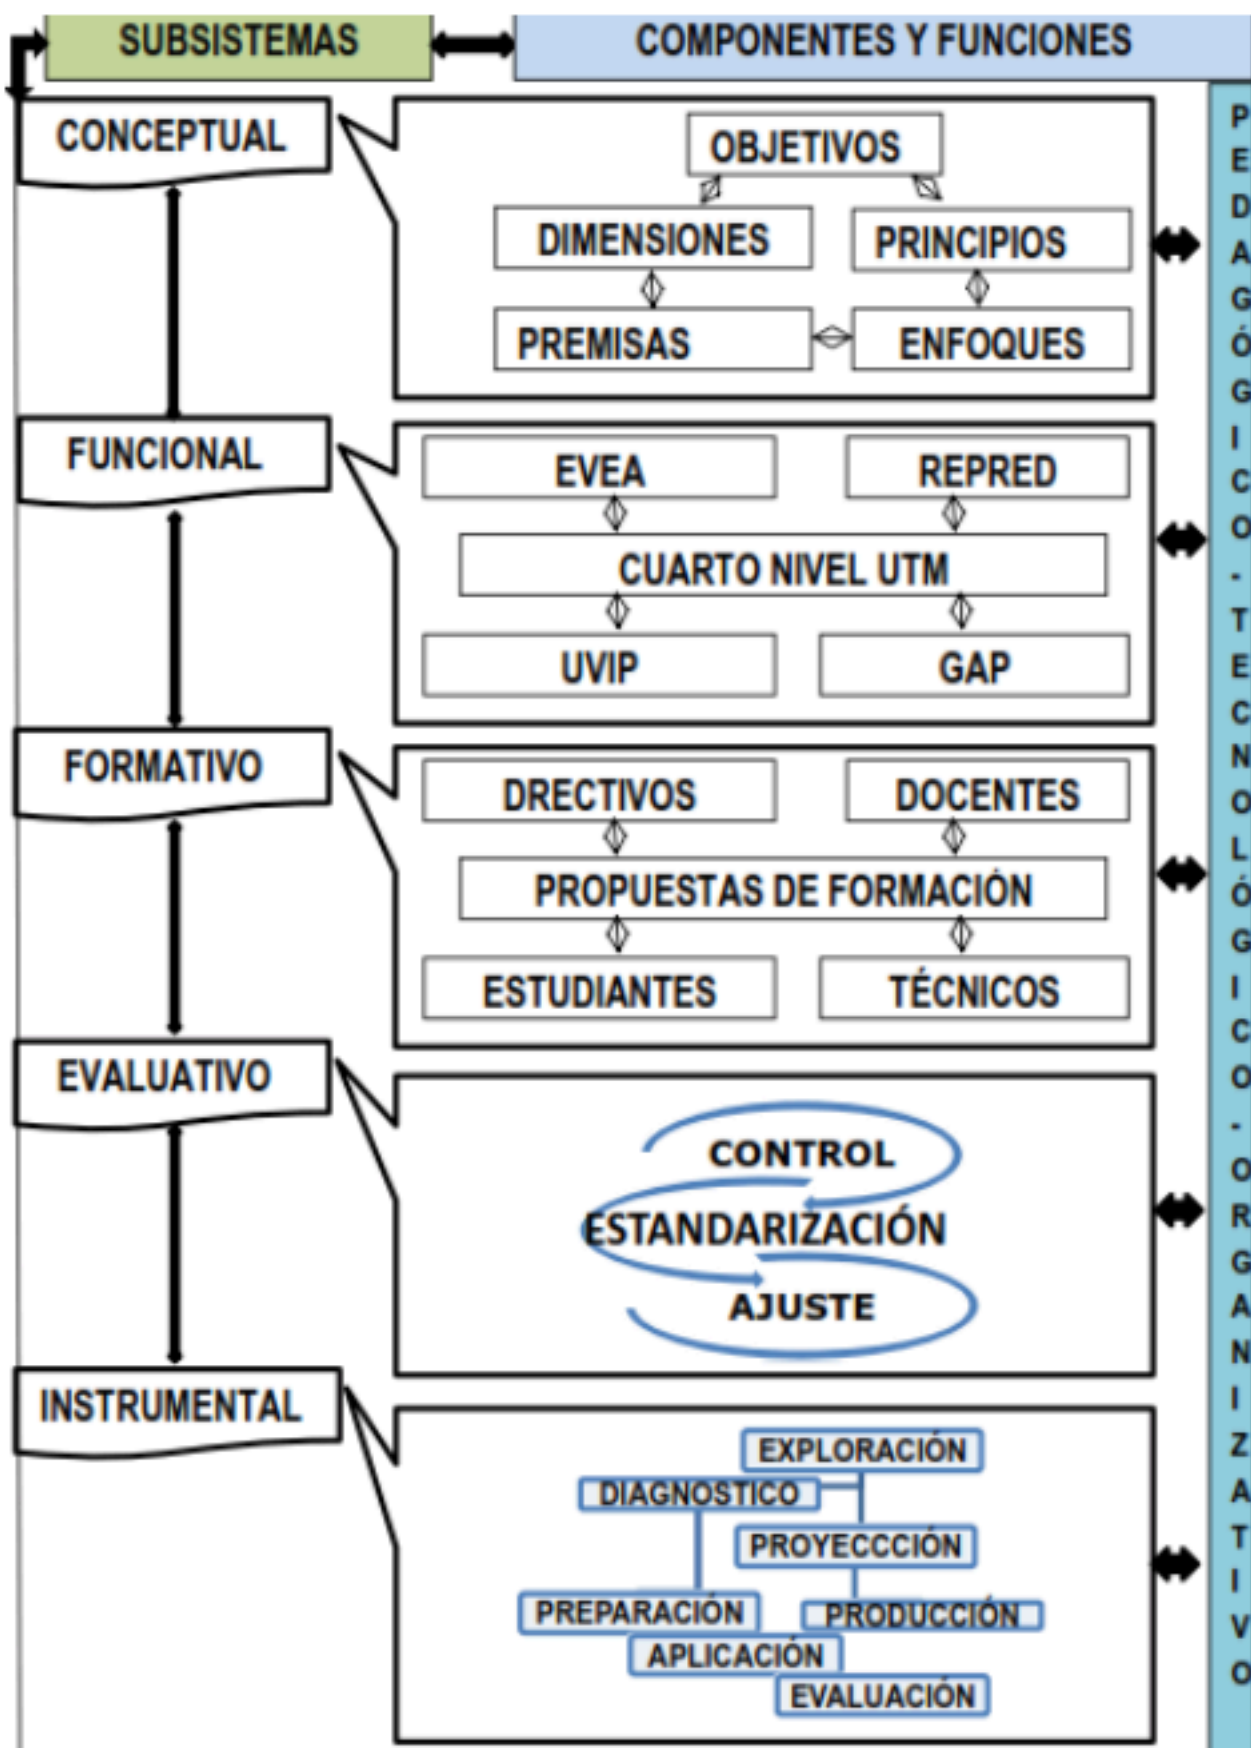 SUBSISTEMAS
COMPONENTES Y FUNCIONES
CONCEPTUAL
OBJETIVOS
DIMENSIONES
PRINCIPIOS
PREMISAS
ENFOQUES
FUNCIONAL
EVEA
REPRED
CUARTO NIVEL UTM
UVIP
GAP
FORMATIVO
DRECTIVOS
DOCENTES
PROPUESTAS DE FORMACIÓN
ESTUDIANTES
TÉCNICOS
EVALUATIVO
CONTROL
ESTANDARIZACIÓN
AJUSTE
INSTRUMENTAL
EXPLORACIÓN
DIAGNOSTICO
PROYECCCIÓN
PREPARACIÓN
PRODUCCIÓN
APLICACIÓN
EVALUACIÓN
PEDAGÓGICO-TECNOLÓGICO-ORGANIZATIVO